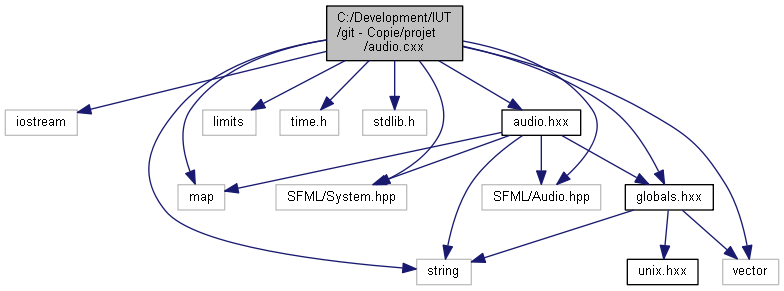 C:/Development/IUT
/git - Copie/projet
/audio.cxx
iostream
limits
time.h
stdlib.h
audio.hxx
map
SFML/System.hpp
SFML/Audio.hpp
globals.hxx
string
unix.hxx
vector